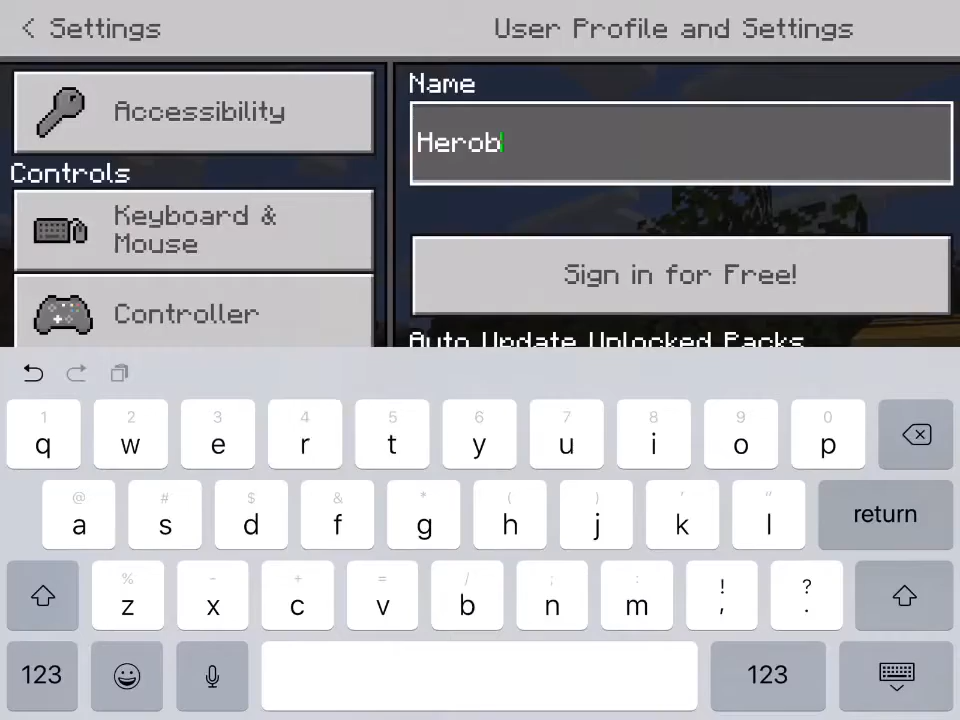 < Settings
User Profile and Settings
Accessibility
Controls
Keyboard &
Mouse
Controller
Name
Herob
Sign in for Free!
Auto Update Unlocked Packs
1 2 3 4 5 6 7 8 9 0
q w e r t y u i o p
@ # $ & * ( ) ' "
a s d f g h j k l return
% - + = / ; : ! ?
z x c v b n m , .
123 123